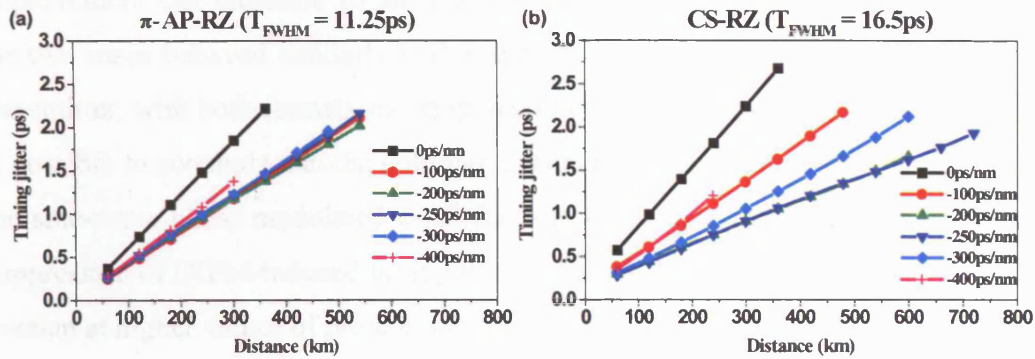 (a)
π- AP-RZ (T_FWHM = 11.25ps)
3.0
2.5
2.0
1.5
1.0
0.5
0.0
Timing jitter (ps)
0 100 200 300 400 500 600 700 800
Distance (km)
0ps/nm
-100ps/nm
-200ps/nm
-250ps/nm
-300ps/nm
-400ps/nm
(b)
CS-RZ (T_FWHM = 16.5ps)
3.0
2.5
2.0
1.5
1.0
0.5
0.0
Timing jitter (ps)
0 100 200 300 400 500 600 700 800
Distance (km)
0ps/nm
-100ps/nm
-200ps/nm
-250ps/nm
-300ps/nm
-400ps/nm